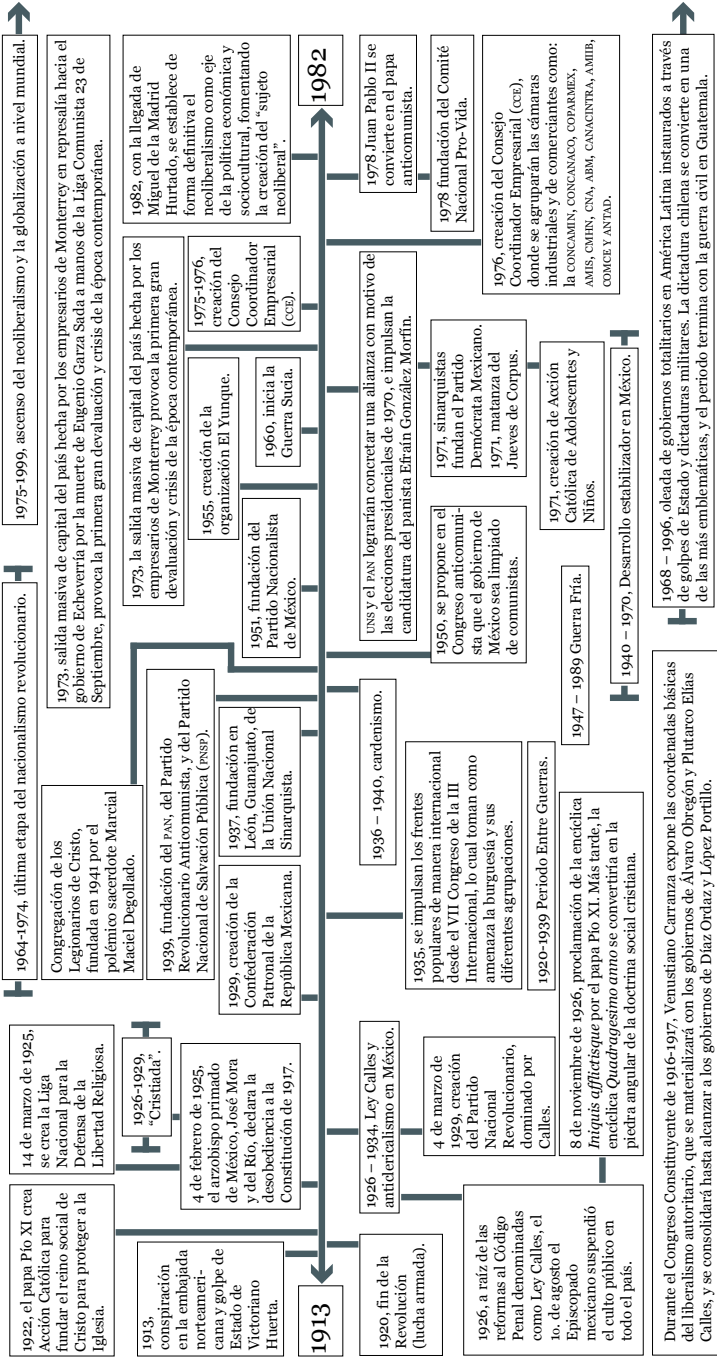 1922, el papa Pío XI crea
Acción Católica para
fundar el reino social de
Cristo para proteger a la
Iglesia.
14 de marzo de 1925,
se crea la Liga
Nacional para la
Defensa de la
Libertad Religiosa.
1964-1974, última etapa del nacionalismo revolucionario.
1975-1999, ascenso del neoliberalismo y la globalización a nivel mundial.
1913,
conspiración
en la embajada
norteameri-
cana y golpe de
Estado de
Victoriano
Huerta.
1926-1929,
“Cristiada”.
4 de febrero de 1925,
el arzobispo primado
de México, José Mora
y del Río, declara la
desobediencia a la
Constitución de 1917.
Congregación de los
Legionarios de Cristo,
fundada en 1941 por el
polémico sacerdote Marcial
Maciel Degollado.
1973, salida masiva de capital del país hecha por los empresarios de Monterrey en represalia hacia el
gobierno de Echeverría por la muerte de Eugenio Garza Sada a manos de la Liga Comunista 23 de
Septiembre, provoca la primera gran devaluación y crisis de la época contemporánea.
1939, fundación del PAN, del Partido
Revolucionario Anticomunista, y del Partido
Nacional de Salvación Pública (PNSP).
1929, creación de la
Confederación
Patronal de la
República Mexicana.
1937, fundación en
León, Guanajuato, de
la Unión Nacional
Sinarquista.
1951, fundación del
Partido Nacionalista
de México.
1973, la salida masiva de capital del país hecha por los
empresarios de Monterrey provoca la primera gran
devaluación y crisis de la época contemporánea.
1955, creación de la
organización El Yunque.
1960, inicia la
Guerra Sucia.
1975-1976,
creación del
Consejo
Coordinador
Empresarial
(CCE).
1982, con la llegada de
Miguel de la Madrid
Hurtado, se establece de
forma definitiva el
neoliberalismo como eje
de la política económica y
sociocultural, fomentando
la creación del “sujeto
neoliberal”.
1913
1982
1920, fin de la
Revolución
(lucha armada).
1926 – 1934, Ley Calles y
anticlericalismo en México.
1936 – 1940, cardenismo.
UNS y el PAN lograrían concretar una alianza con motivo de
las elecciones presidenciales de 1970, e impulsan la
candidatura del panista Efraín González Morfín.
1978 Juan Pablo II se
convierte en el papa
anticomunista.
1926, a raíz de las
reformas al Código
Penal denominadas
como Ley Calles, el
1o. de agosto el
Episcopado
mexicano suspendió
el culto público en
todo el país.
4 de marzo de
1929, creación
del Partido
Nacional
Revolucionario,
dominado por
Calles.
1935, se impulsan los frentes
populares de manera internacional
desde el VII Congreso de la III
Internacional, lo cual toman como
amenaza la burguesía y sus
diferentes agrupaciones.
1950, se propone en el
Congreso anticomuni-
sta que el gobierno de
México sea limpiado
de comunistas.
1971, sinarquistas
fundan el Partido
Demócrata Mexicano.
1971, matanza del
Jueves de Corpus.
1978 fundación del Comité
Nacional Pro-Vida.
1976, creación del Consejo
Coordinador Empresarial (CCE),
donde se agruparán las cámaras
industriales y de comerciantes como:
la CONCAMIN, CONCANACO, COPARMEX,
AMIS, CMHN, CNA, ABM, CANACINTRA, AMIIB,
COMCE Y ANTAD.
1971, creación de Acción
Católica de Adolescentes y
Niños.
1920-1939 Periodo Entre Guerras.
1947 – 1989 Guerra Fría.
1940 – 1970, Desarrollo estabilizador en México.
8 de noviembre de 1926, proclamación de la encíclica
Iniquis afflictisque por el papa Pío XI. Más tarde, la
encíclica Quadragesimo anno se convertiría en la
piedra angular de la doctrina social cristiana.
Durante el Congreso Constituyente de 1916-1917, Venustiano Carranza expone las coordenadas básicas
del liberalismo autoritario, que se materializará con los gobiernos de Álvaro Obregón y Plutarco Elías
Calles, y se consolidará hasta alcanzar a los gobiernos de Díaz Ordaz y López Portillo.
1968 – 1996, oleada de gobiernos totalitarios en América Latina instaurados a través
de golpes de Estado y dictaduras militares. La dictadura chilena se convierte en una
de las más emblemáticas, y el periodo termina con la guerra civil en Guatemala.